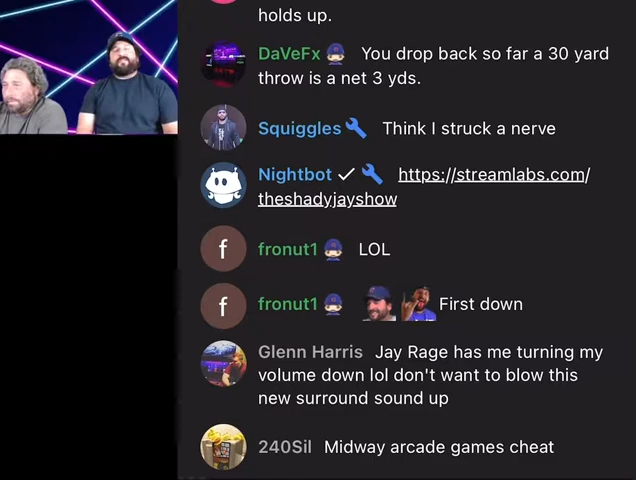 holds up.
DaVeFx You drop back so far a 30 yard
throw is a net 3 yds.
Squiggles Think I struck a nerve
Nightbot https://streamlabs.com/
theshadyjayshow
f fronut1 LOL
f fronut1 First down
Glenn Harris Jay Rage has me turning my
volume down lol don't want to blow this
new surround sound up
240Sil Midway arcade games cheat